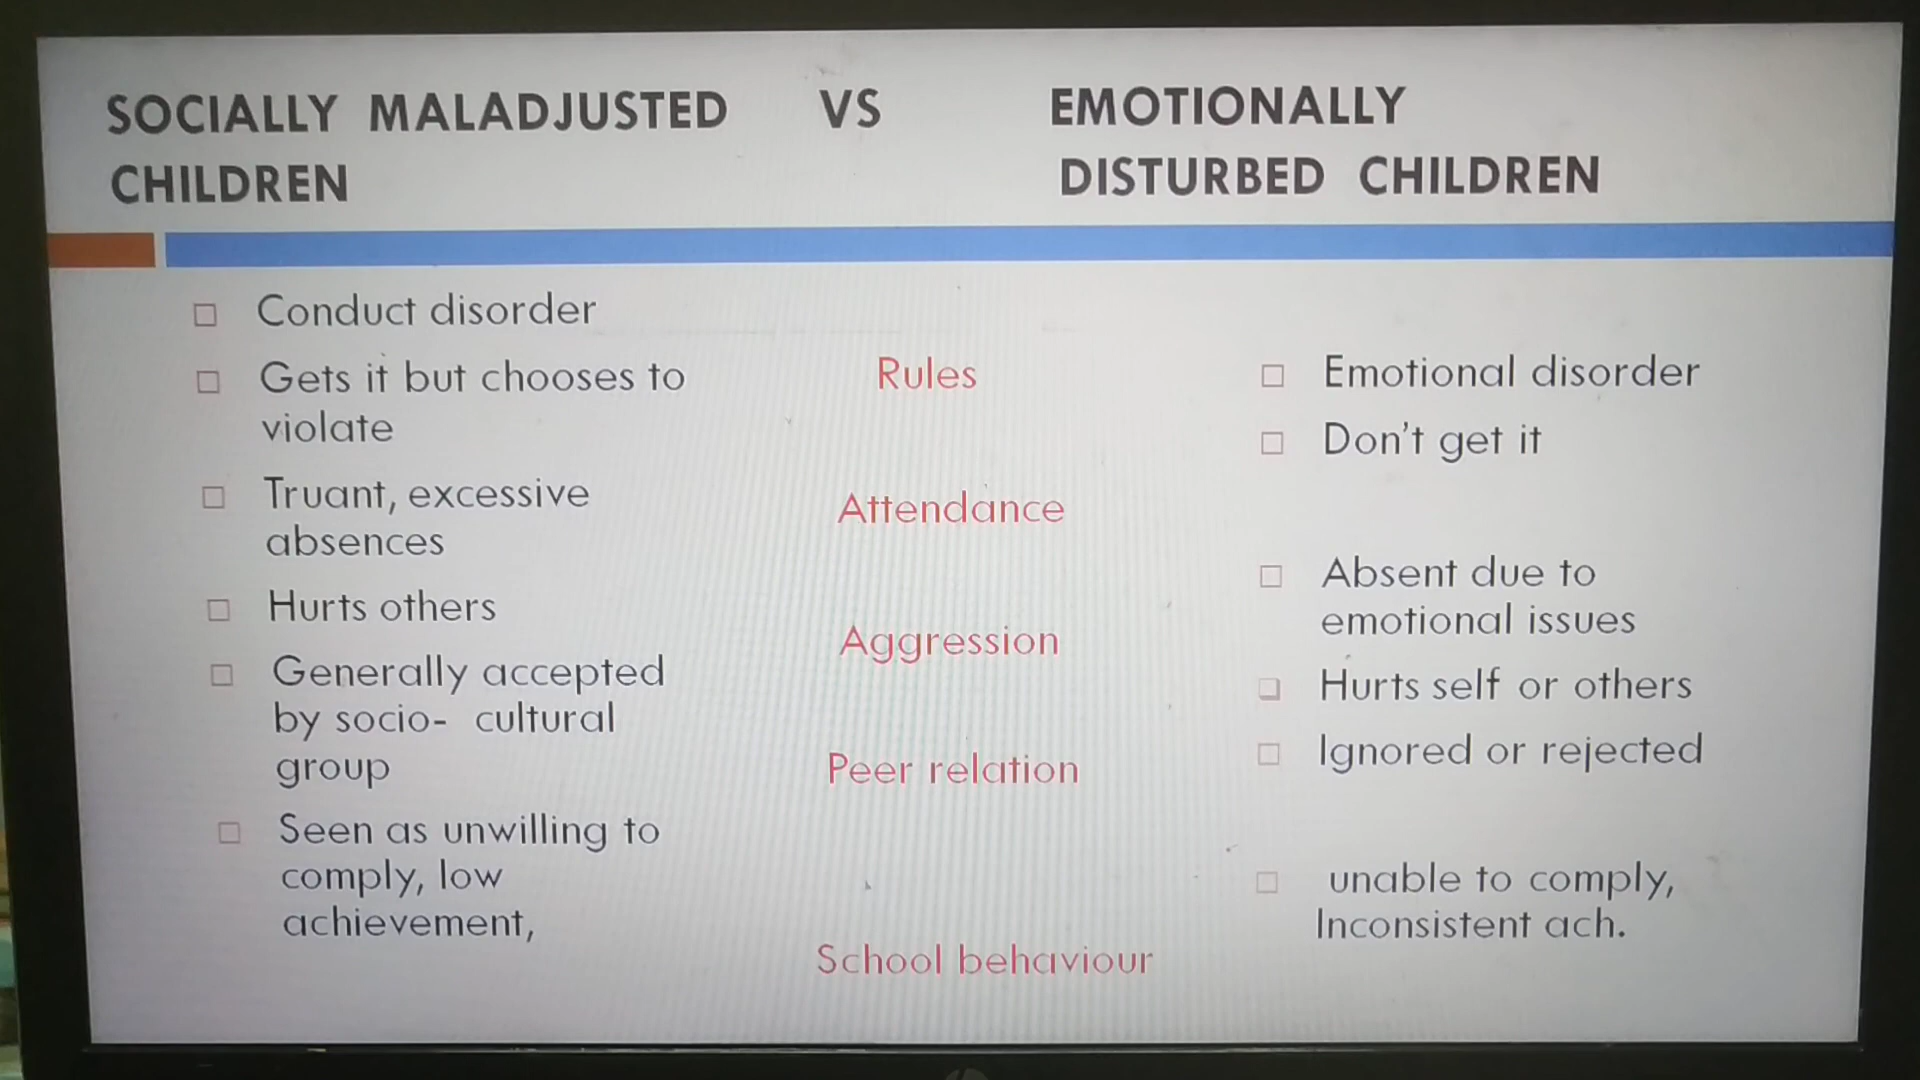 SOCIALLY MALADJUSTED VS EMOTIONALLY
CHILDREN DISTURBED CHILDREN
Conduct disorder
Gets it but chooses to
violate
Truant, excessive
absences
Hurts others
Generally accepted
by socio- cultural
group
Seen as unwilling to
comply, low
achievement,
Rules
Attendance
Aggression
Peer relation
School behaviour
Emotional disorder
Don't get it
Absent due to
emotional issues
Hurts self or others
Ignored or rejected
unable to comply,
Inconsistent ach.